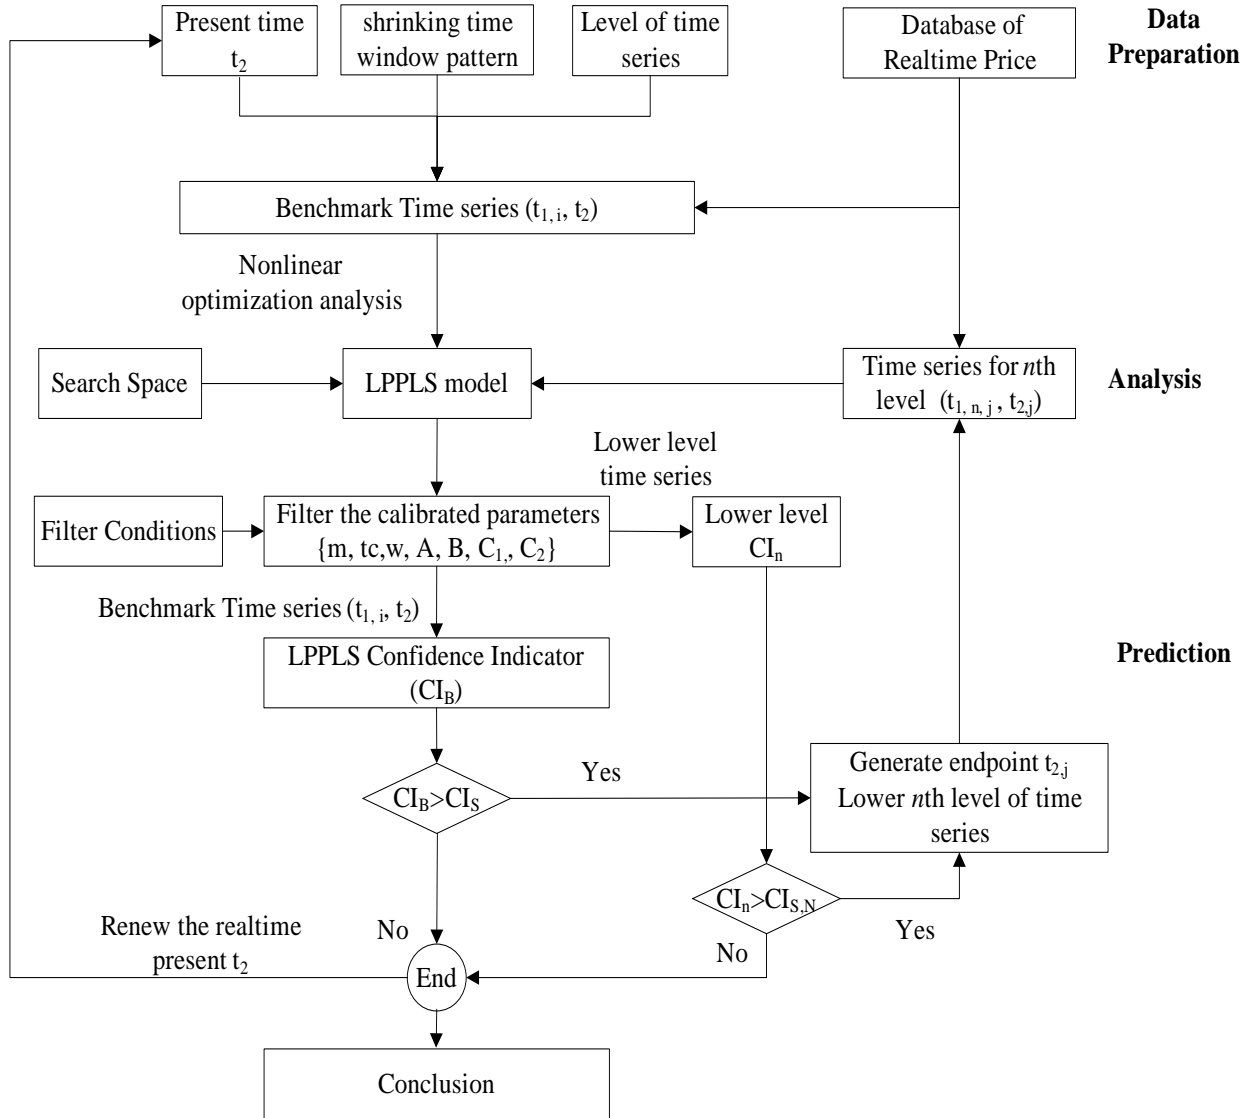 Present time
t2
shrinking time
window pattern
Level of time
series
Database of
Realtime Price
Data
Preparation
Benchmark Time series (t1, i, t2)
Nonlinear
optimization analysis
Search Space
LPPLS model
Time series for nth
level (t1, n, j , t2,j)
Analysis
Lower level
time series
Filter Conditions
Filter the calibrated parameters
{m, tc,w, A, B, C1,, C2}
Lower level
CIn
Benchmark Time series (t1, i, t2)
LPPLS Confidence Indicator
(CIB)
Prediction
CIB>CIS
Yes
Generate endpoint t2,j
Lower nth level of time
series
CIn>CIS,N
Yes
No
No
Renew the realtime
present t2
End
Conclusion